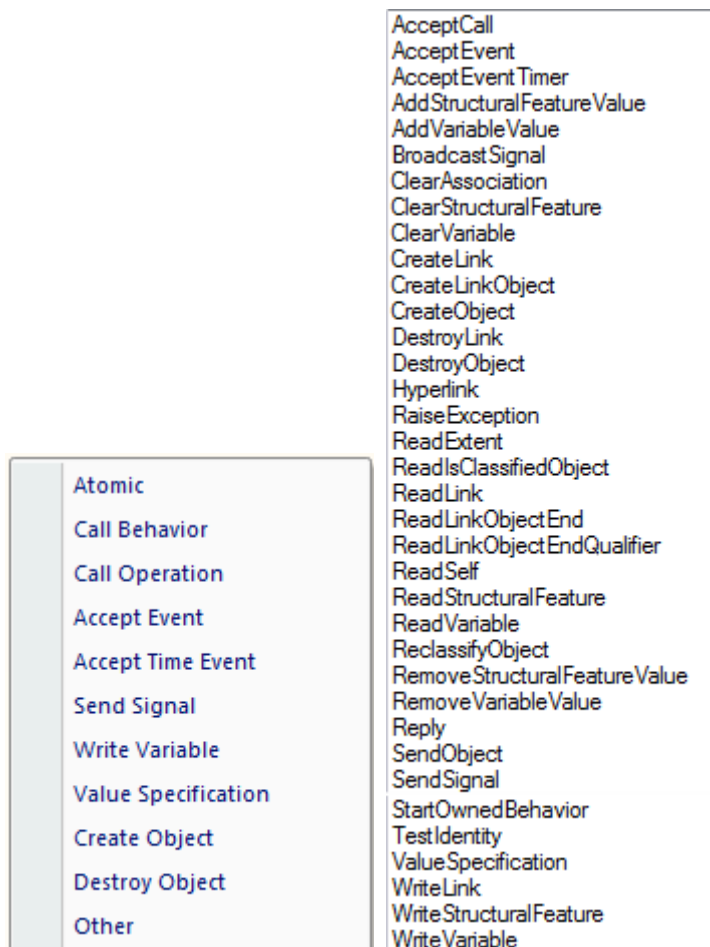 AcceptCall
AcceptEvent
AcceptEventTimer
AddStructuralFeatureValue
AddVariableValue
BroadcastSignal
ClearAssociation
ClearStructuralFeature
ClearVariable
CreateLink
CreateLinkObject
CreateObject
DestroyLink
DestroyObject
Hyperlink
RaiseException
ReadExtent
ReadIsClassifiedObject
ReadLink
ReadLinkObjectEnd
ReadLinkObjectEndQualifier
ReadSelf
ReadStructuralFeature
ReadVariable
ReclassifyObject
RemoveStructuralFeatureValue
RemoveVariableValue
Reply
SendObject
SendSignal
StartOwnedBehavior
TestIdentity
ValueSpecification
WriteLink
WriteStructuralFeature
WriteVariable
Atomic
Call Behavior
Call Operation
Accept Event
Accept Time Event
Send Signal
Write Variable
Value Specification
Create Object
Destroy Object
Other